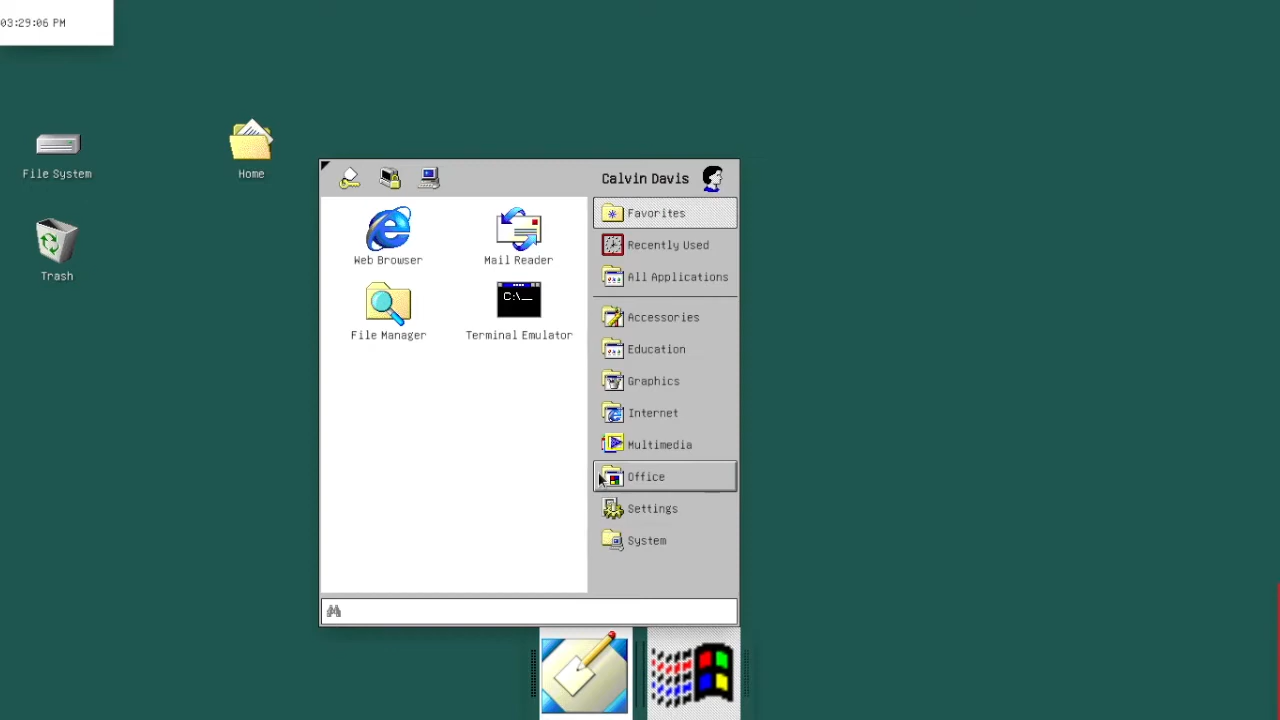 03:29:06 PM
File System
Home
Trash
Calvin Davis
Web Browser
Mail Reader
File Manager
Terminal Emulator
C:\__
Favorites
Recently Used
All Applications
Accessories
Education
Graphics
Internet
Multimedia
Office
Settings
System